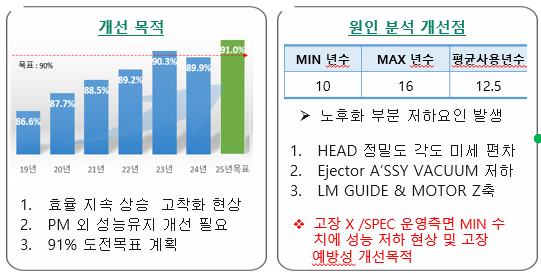 개선 목적
목표 : 90%
86.6%
87.7%
88.5%
89.2%
90.3%
89.9%
91.0%
19년 20년 21년 22년 23년 24년 25년목표
1. 효율 지속 상승 고착화 현상
2. PM 외 성능유지 개선 필요
3. 91% 도전목표 계획
원인 분석 개선점
MIN 년수 MAX 년수 평균사용년수
10 16 12.5
➢ 노후화 부분 저하요인 발생
1. HEAD 정밀도 각도 미세 편차
2. Ejector A'SSY VACUUM 저하
3. LM GUIDE & MOTOR Z축
❖ 고장 X /SPEC 운영측면 MIN 수
치에 성능 저하 현상 및 고장
예방성 개선목적